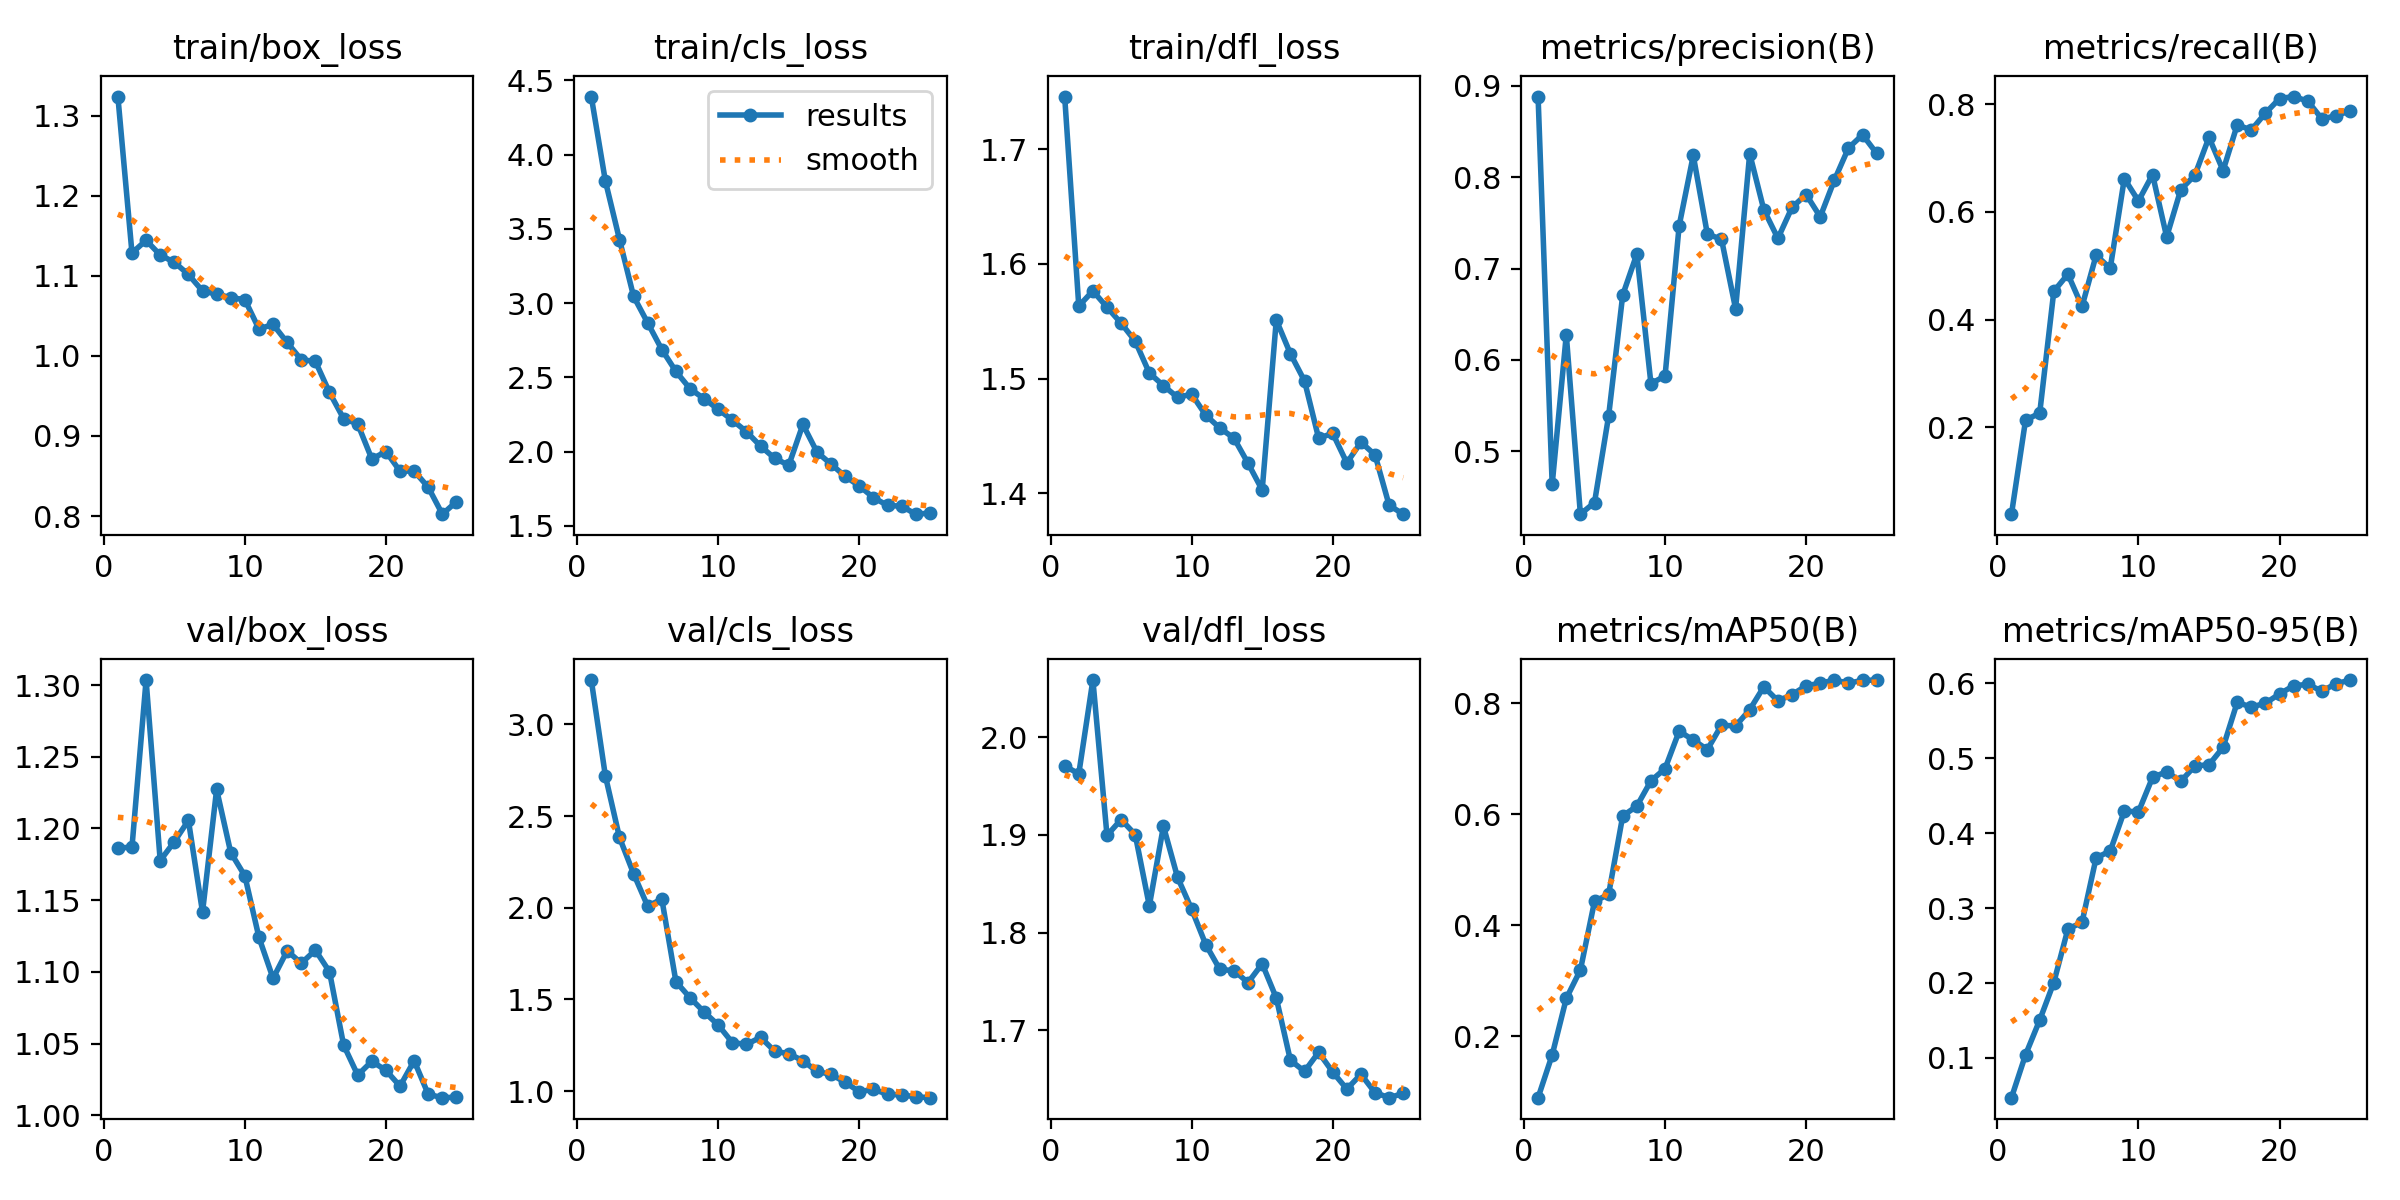 train/box_loss
1.3
1.2
1.1
1.0
0.9
0.8
0 10 20
train/cls_loss
results
smooth
4.5
4.0
3.5
3.0
2.5
2.0
1.5
0 10 20
train/dfl_loss
1.7
1.6
1.5
1.4
0 10 20
metrics/precision(B)
0.9
0.8
0.7
0.6
0.5
0 10 20
metrics/recall(B)
0.8
0.6
0.4
0.2
0 10 20
val/box_loss
1.30
1.25
1.20
1.15
1.10
1.05
1.00
0 10 20
val/cls_loss
3.0
2.5
2.0
1.5
1.0
0 10 20
val/dfl_loss
2.0
1.9
1.8
1.7
0 10 20
metrics/mAP50(B)
0.8
0.6
0.4
0.2
0 10 20
metrics/mAP50-95(B)
0.6
0.5
0.4
0.3
0.2
0.1
0 10 20